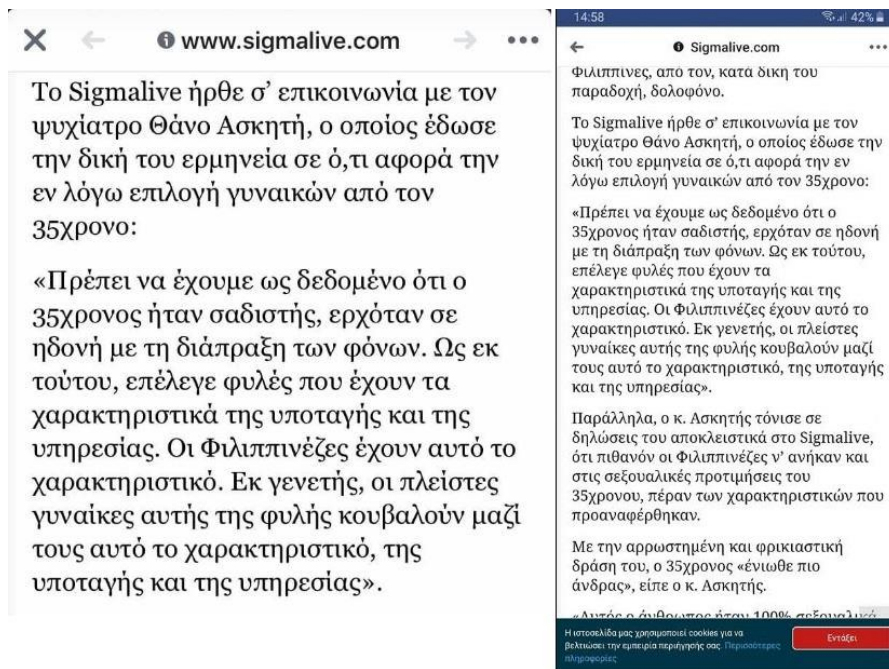 www.sigmalive.com
Το Sigmalive ήρθε σ' επικοινωνία με τον
ψυχίατρο Θάνο Ασκητή, ο οποίος έδωσε
την δική του ερμηνεία σε ό,τι αφορά την
εν λόγω επιλογή γυναικών από τον
35χρονο:
«Πρέπει να έχουμε ως δεδομένο ότι ο
35χρονος ήταν σαδιστής, ερχόταν σε
ηδονή με τη διάπραξη των φόνων. Ως εκ
τούτου, επέλεγε φυλές που έχουν τα
χαρακτηριστικά της υποταγής και της
υπηρεσίας. Οι Φιλιππινέζες έχουν αυτό το
χαρακτηριστικό. Εκ γενετής, οι πλείστες
γυναίκες αυτής της φυλής κουβαλούν μαζί
τους αυτό το χαρακτηριστικό, της
υποταγής και της υπηρεσίας».
14:58 42%
Sigmalive.com
Φιλιππίνες, από τον, κατά δική του
παραδοχή, δολοφόνο.
Το Sigmalive ήρθε σ' επικοινωνία με τον
ψυχίατρο Θάνο Ασκητή, ο οποίος έδωσε την
δική του ερμηνεία σε ό,τι αφορά την εν
λόγω επιλογή γυναικών από τον 35χρονο:
«Πρέπει να έχουμε ως δεδομένο ότι ο
35χρονος ήταν σαδιστής, ερχόταν σε ηδονή
με τη διάπραξη των φόνων. Ως εκ τούτου,
επέλεγε φυλές που έχουν τα
χαρακτηριστικά της υποταγής και της
υπηρεσίας. Οι Φιλιππινέζες έχουν αυτό το
χαρακτηριστικό. Εκ γενετής, οι πλείστες
γυναίκες αυτής της φυλής κουβαλούν μαζί
τους αυτό το χαρακτηριστικό, της υποταγής
και της υπηρεσίας».
Παράλληλα, ο κ. Ασκητής τόνισε σε
δηλώσεις του αποκλειστικά στο Sigmalive,
ότι πιθανόν οι Φιλιππινέζες ν' ανήκαν και
στις σεξουαλικές προτιμήσεις του
35χρονου, πέραν των χαρακτηριστικών που
προαναφέρθηκαν.
Με την αρρωστημένη και φρικιαστική
δράση του, ο 35χρονος «ένιωθε πιο
άνδρας», είπε ο κ. Ασκητής.
«Αυτός ο άνθρωπος ήταν 100% σεξουαλικά
Η ιστοσελίδα μας χρησιμοποιεί cookies για να
βελτιώσει την εμπειρία περιήγησής σας. Περισσότερες
πληροφορίες
Εντάξει